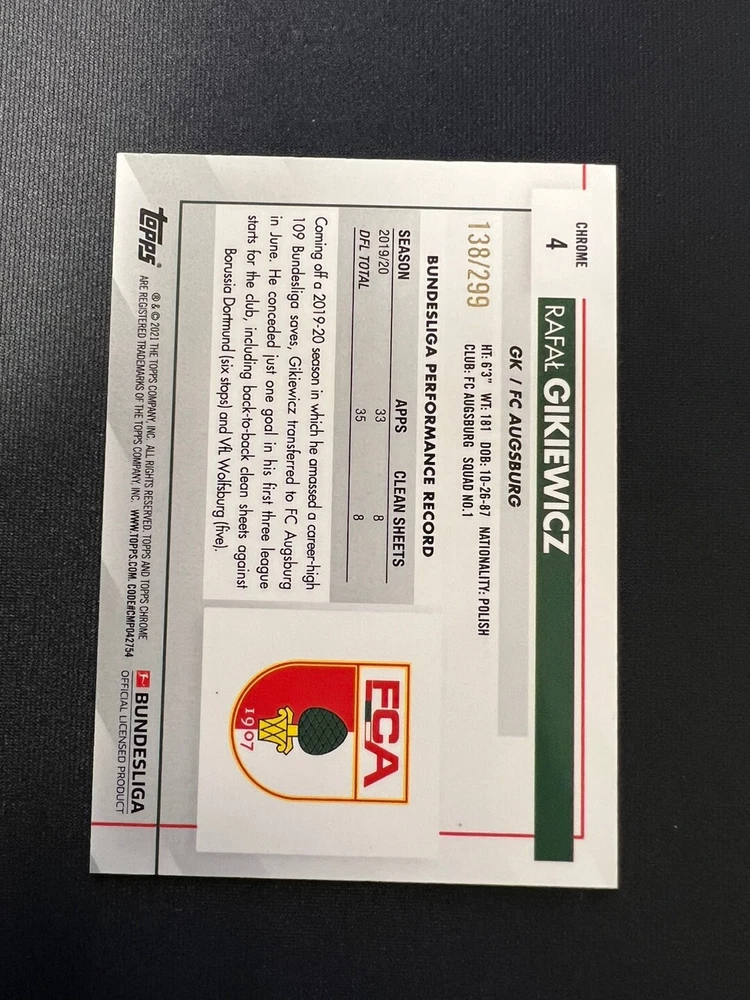 CHROME
4
RAFAŁ GIKIEWICZ
GK / FC AUGSBURG
HT: 6'3" WT: 181 DOB: 10-26-87 NATIONALITY: POLISH
CLUB: FC AUGSBURG SQUAD NO.1
138/299
BUNDESLIGA PERFORMANCE RECORD
SEASON APPS CLEAN SHEETS
2019/20 33 8
DFL TOTAL 35 8
Coming off a 2019-20 season in which he amassed a career-high
109 Bundesliga saves, Gikiewicz transferred to FC Augsburg
in June. He conceded just one goal in his first three league
starts for the club, including back-to-back clean sheets against
Borussia Dortmund (six stops) and VfL Wolfsburg (five).
FCA
1907
topps
® & © 2021 THE TOPPS COMPANY, INC. ALL RIGHTS RESERVED. TOPPS AND TOPPS CHROME
ARE REGISTERED TRADEMARKS OF THE TOPPS COMPANY, INC. WWW.TOPPS.COM. CODE#CMP042754
BUNDESLIGA
OFFICIAL LICENSED PRODUCT